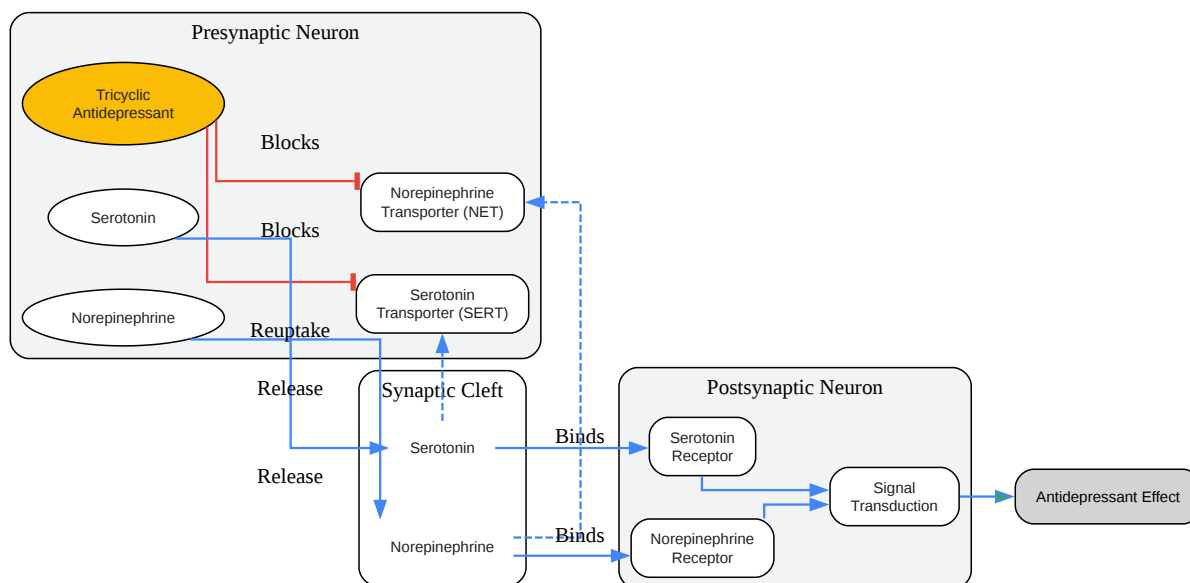 Presynaptic Neuron
Tricyclic
Antidepressant
Blocks
Norepinephrine
Transporter (NET)
Serotonin
Blocks
Serotonin
Transporter (SERT)
Norepinephrine
Reuptake
Release
Synaptic Cleft
Postsynaptic Neuron
Serotonin
Binds
Serotonin
Receptor
Release
Signal
Transduction
Antidepressant Effect
Norepinephrine
Binds
Norepinephrine
Receptor